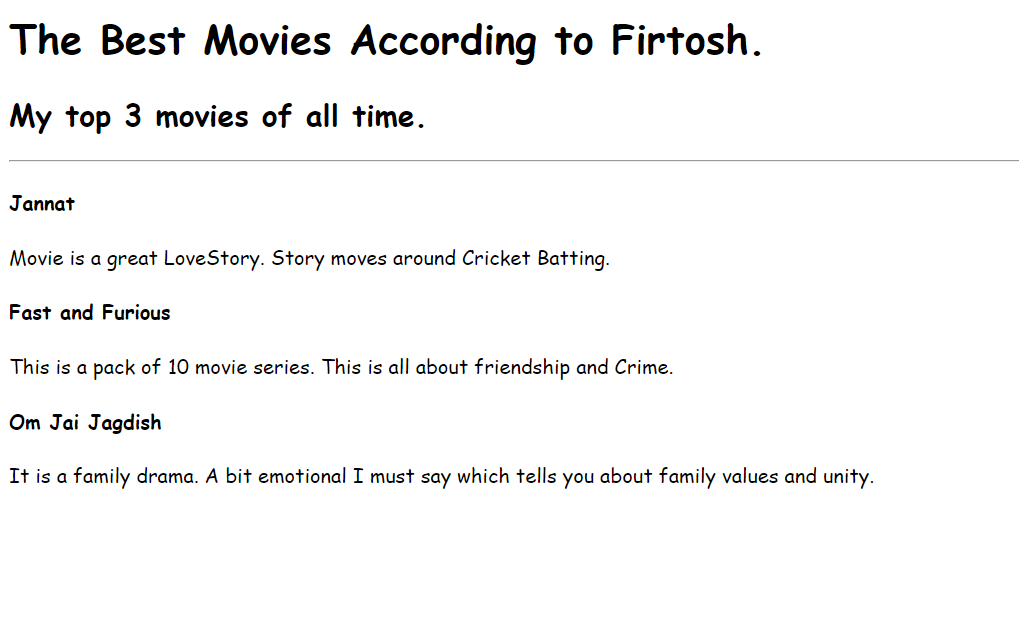 The Best Movies According to Firtosh.
My top 3 movies of all time.
Jannat
Movie is a great LoveStory. Story moves around Cricket Batting.
Fast and Furious
This is a pack of 10 movie series. This is all about friendship and Crime.
Om Jai Jagdish
It is a family drama. A bit emotional I must say which tells you about family values and unity.